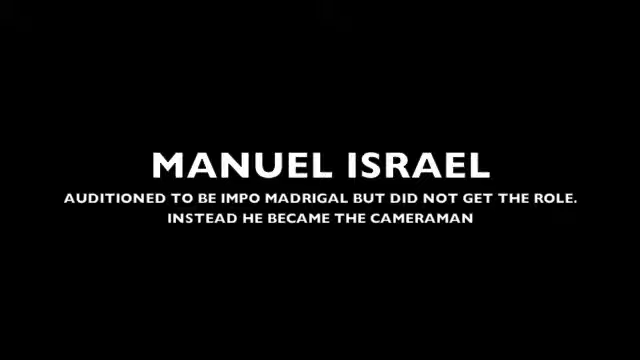 MANUEL ISRAEL
AUDITIONED TO BE IMPO MADRIGAL BUT DID NOT GET THE ROLE.
INSTEAD HE BECAME THE CAMERAMAN